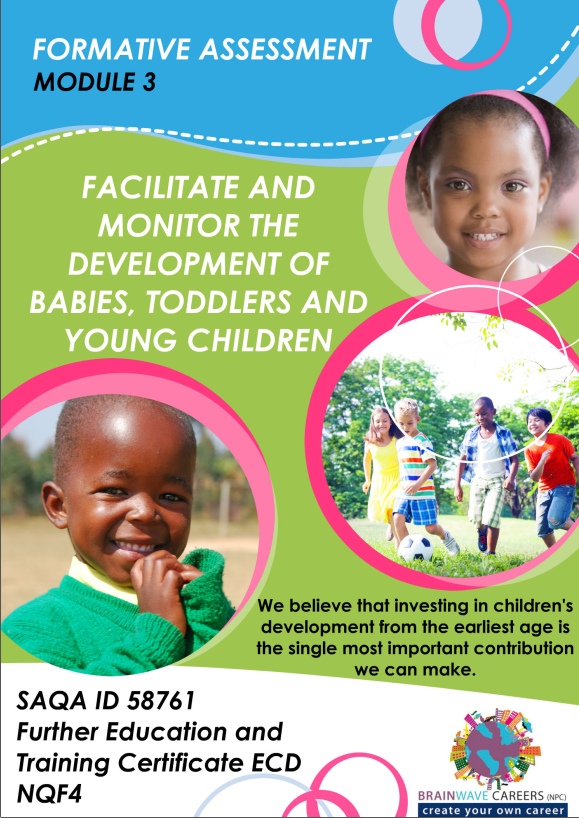 FORMATIVE ASSESSMENT
MODULE 3
FACILITATE AND
MONITOR THE
DEVELOPMENT OF
BABIES, TODDLERS AND
YOUNG CHILDREN
We believe that investing in children's
development from the earliest age is
the single most important contribution
we can make.
SAQA ID 58761
Further Education and
Training Certificate ECD
NQF4
BRAINWAVE CAREERS (NPC)
create your own career